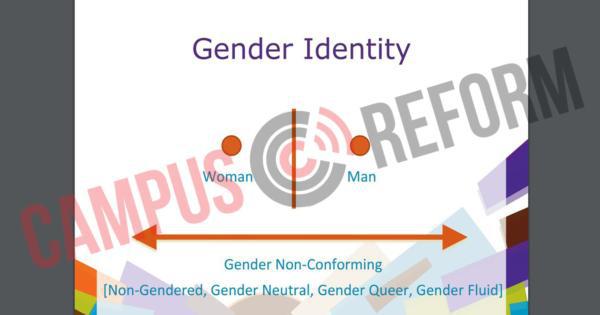 Gender Identity
CAMPUS REFORM
Woman
Man
Gender Non-Conforming
[Non-Gendered, Gender Neutral, Gender Queer, Gender Fluid]